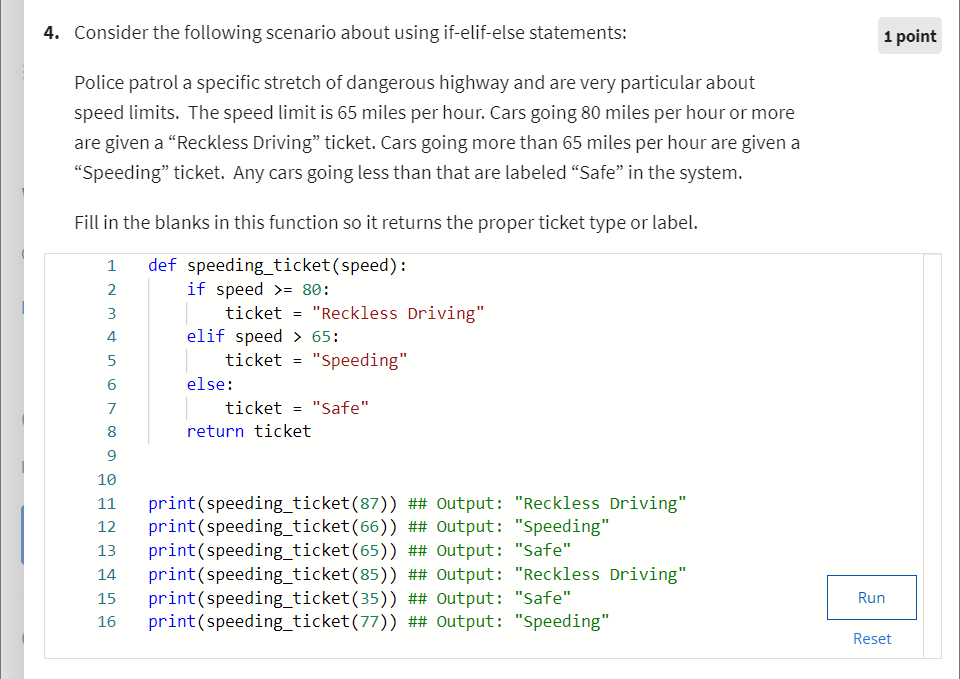 4. Consider the following scenario about using if-elif-else statements:
1 point
Police patrol a specific stretch of dangerous highway and are very particular about
speed limits.  The speed limit is 65 miles per hour. Cars going 80 miles per hour or more
are given a “Reckless Driving” ticket. Cars going more than 65 miles per hour are given a
“Speeding” ticket.  Any cars going less than that are labeled “Safe” in the system.
Fill in the blanks in this function so it returns the proper ticket type or label.
1 def speeding_ticket(speed):
2     if speed >= 80:
3         ticket = "Reckless Driving"
4     elif speed > 65:
5         ticket = "Speeding"
6     else:
7         ticket = "Safe"
8     return ticket
9
10
11 print(speeding_ticket(87)) ## Output: "Reckless Driving"
12 print(speeding_ticket(66)) ## Output: "Speeding"
13 print(speeding_ticket(65)) ## Output: "Safe"
14 print(speeding_ticket(85)) ## Output: "Reckless Driving"
15 print(speeding_ticket(35)) ## Output: "Safe"
16 print(speeding_ticket(77)) ## Output: "Speeding"
Run
Reset